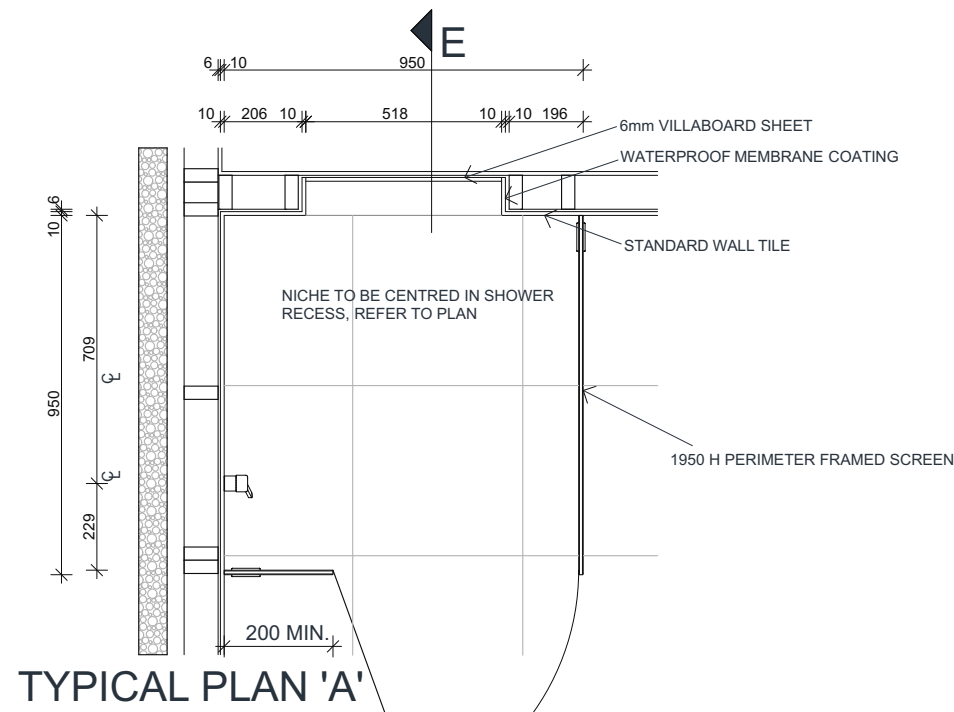 E
6 10 950
10 206 10 518 10 10 196
6mm VILLABOARD SHEET
WATERPROOF MEMBRANE COATING
STANDARD WALL TILE
10 6
NICHE TO BE CENTRED IN SHOWER
RECESS, REFER TO PLAN
709
CL
950
1950 H PERIMETER FRAMED SCREEN
CL
229
200 MIN.
TYPICAL PLAN 'A'